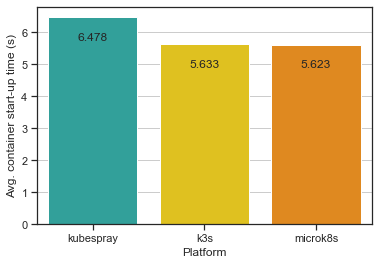 Avg. container start-up time (s)
6
5
4
3
2
1
0
6.478
5.633
5.623
kubespray
k3s
microk8s
Platform